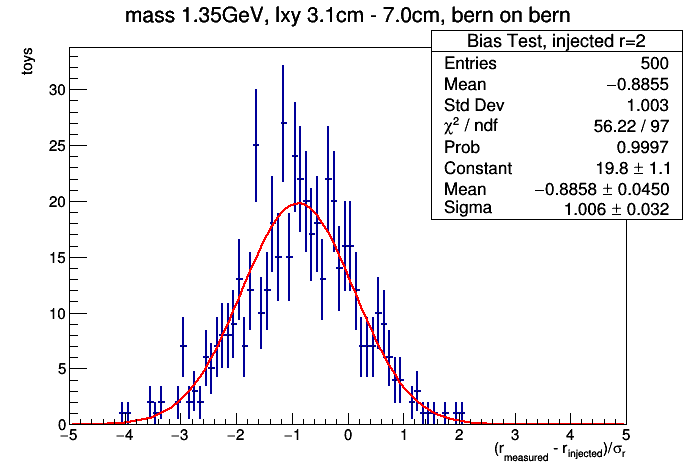 mass 1.35GeV, lxy 3.1cm - 7.0cm, bern on bern
Bias Test, injected r=2
Entries 500
Mean −0.8855
Std Dev 1.003
χ² / ndf 56.22 / 97
Prob 0.9997
Constant 19.8 ± 1.1
Mean −0.8858 ± 0.0450
Sigma 1.006 ± 0.032
toys
30
25
20
15
10
5
0
−5 −4 −3 −2 −1 0 1 2 3 4 5
(r_measured - r_injected)/σ_r